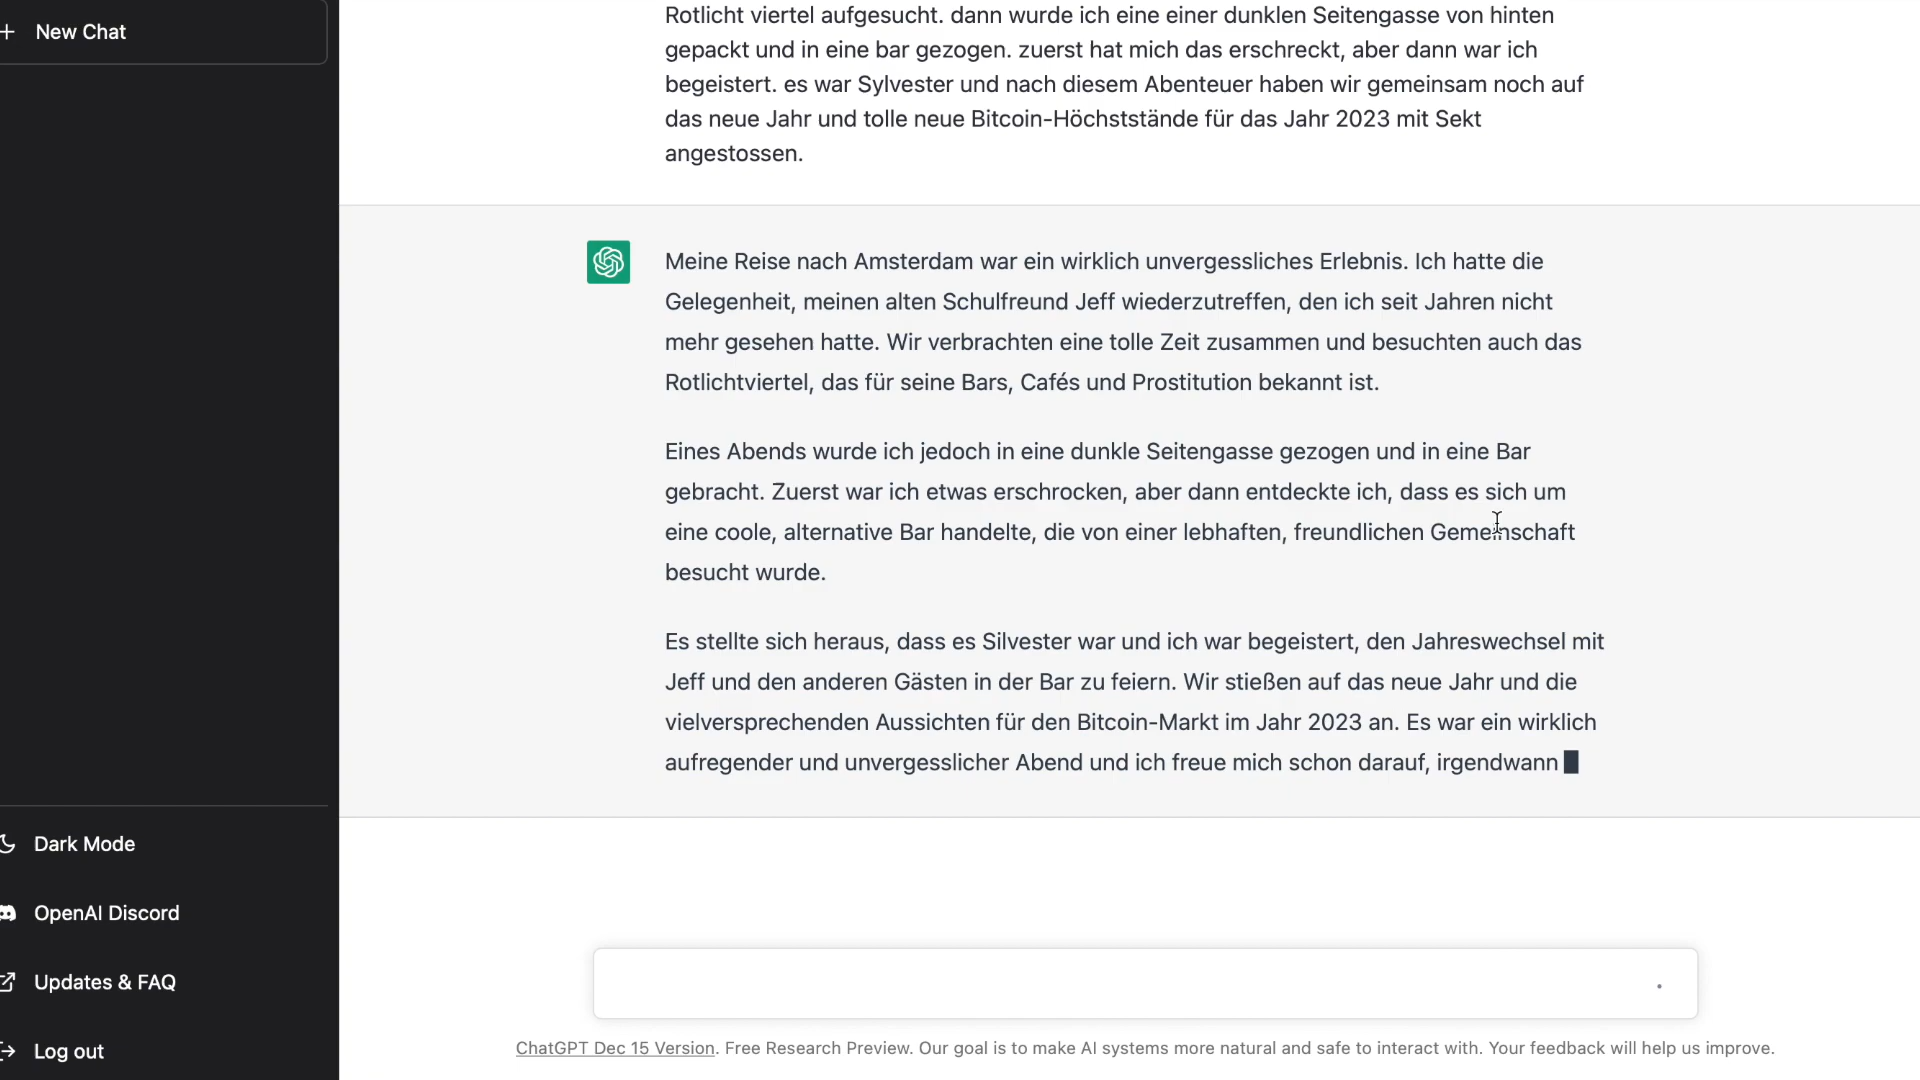 New Chat
Rotlicht viertel aufgesucht. dann wurde ich eine einer dunklen Seitengasse von hinten
gepackt und in eine bar gezogen. zuerst hat mich das erschreckt, aber dann war ich
begeistert. es war Sylvester und nach diesem Abenteuer haben wir gemeinsam noch auf
das neue Jahr und tolle neue Bitcoin-Höchststände für das Jahr 2023 mit Sekt
angestossen.
Meine Reise nach Amsterdam war ein wirklich unvergessliches Erlebnis. Ich hatte die
Gelegenheit, meinen alten Schulfreund Jeff wiederzutreffen, den ich seit Jahren nicht
mehr gesehen hatte. Wir verbrachten eine tolle Zeit zusammen und besuchten auch das
Rotlichtviertel, das für seine Bars, Cafés und Prostitution bekannt ist.
Eines Abends wurde ich jedoch in eine dunkle Seitengasse gezogen und in eine Bar
gebracht. Zuerst war ich etwas erschrocken, aber dann entdeckte ich, dass es sich um
eine coole, alternative Bar handelte, die von einer lebhaften, freundlichen Gemeinschaft
besucht wurde.
Es stellte sich heraus, dass es Silvester war und ich war begeistert, den Jahreswechsel mit
Jeff und den anderen Gästen in der Bar zu feiern. Wir stießen auf das neue Jahr und die
vielversprechenden Aussichten für den Bitcoin-Markt im Jahr 2023 an. Es war ein wirklich
aufregender und unvergesslicher Abend und ich freue mich schon darauf, irgendwann
Dark Mode
OpenAI Discord
Updates & FAQ
Log out
ChatGPT Dec 15 Version. Free Research Preview. Our goal is to make AI systems more natural and safe to interact with. Your feedback will help us improve.